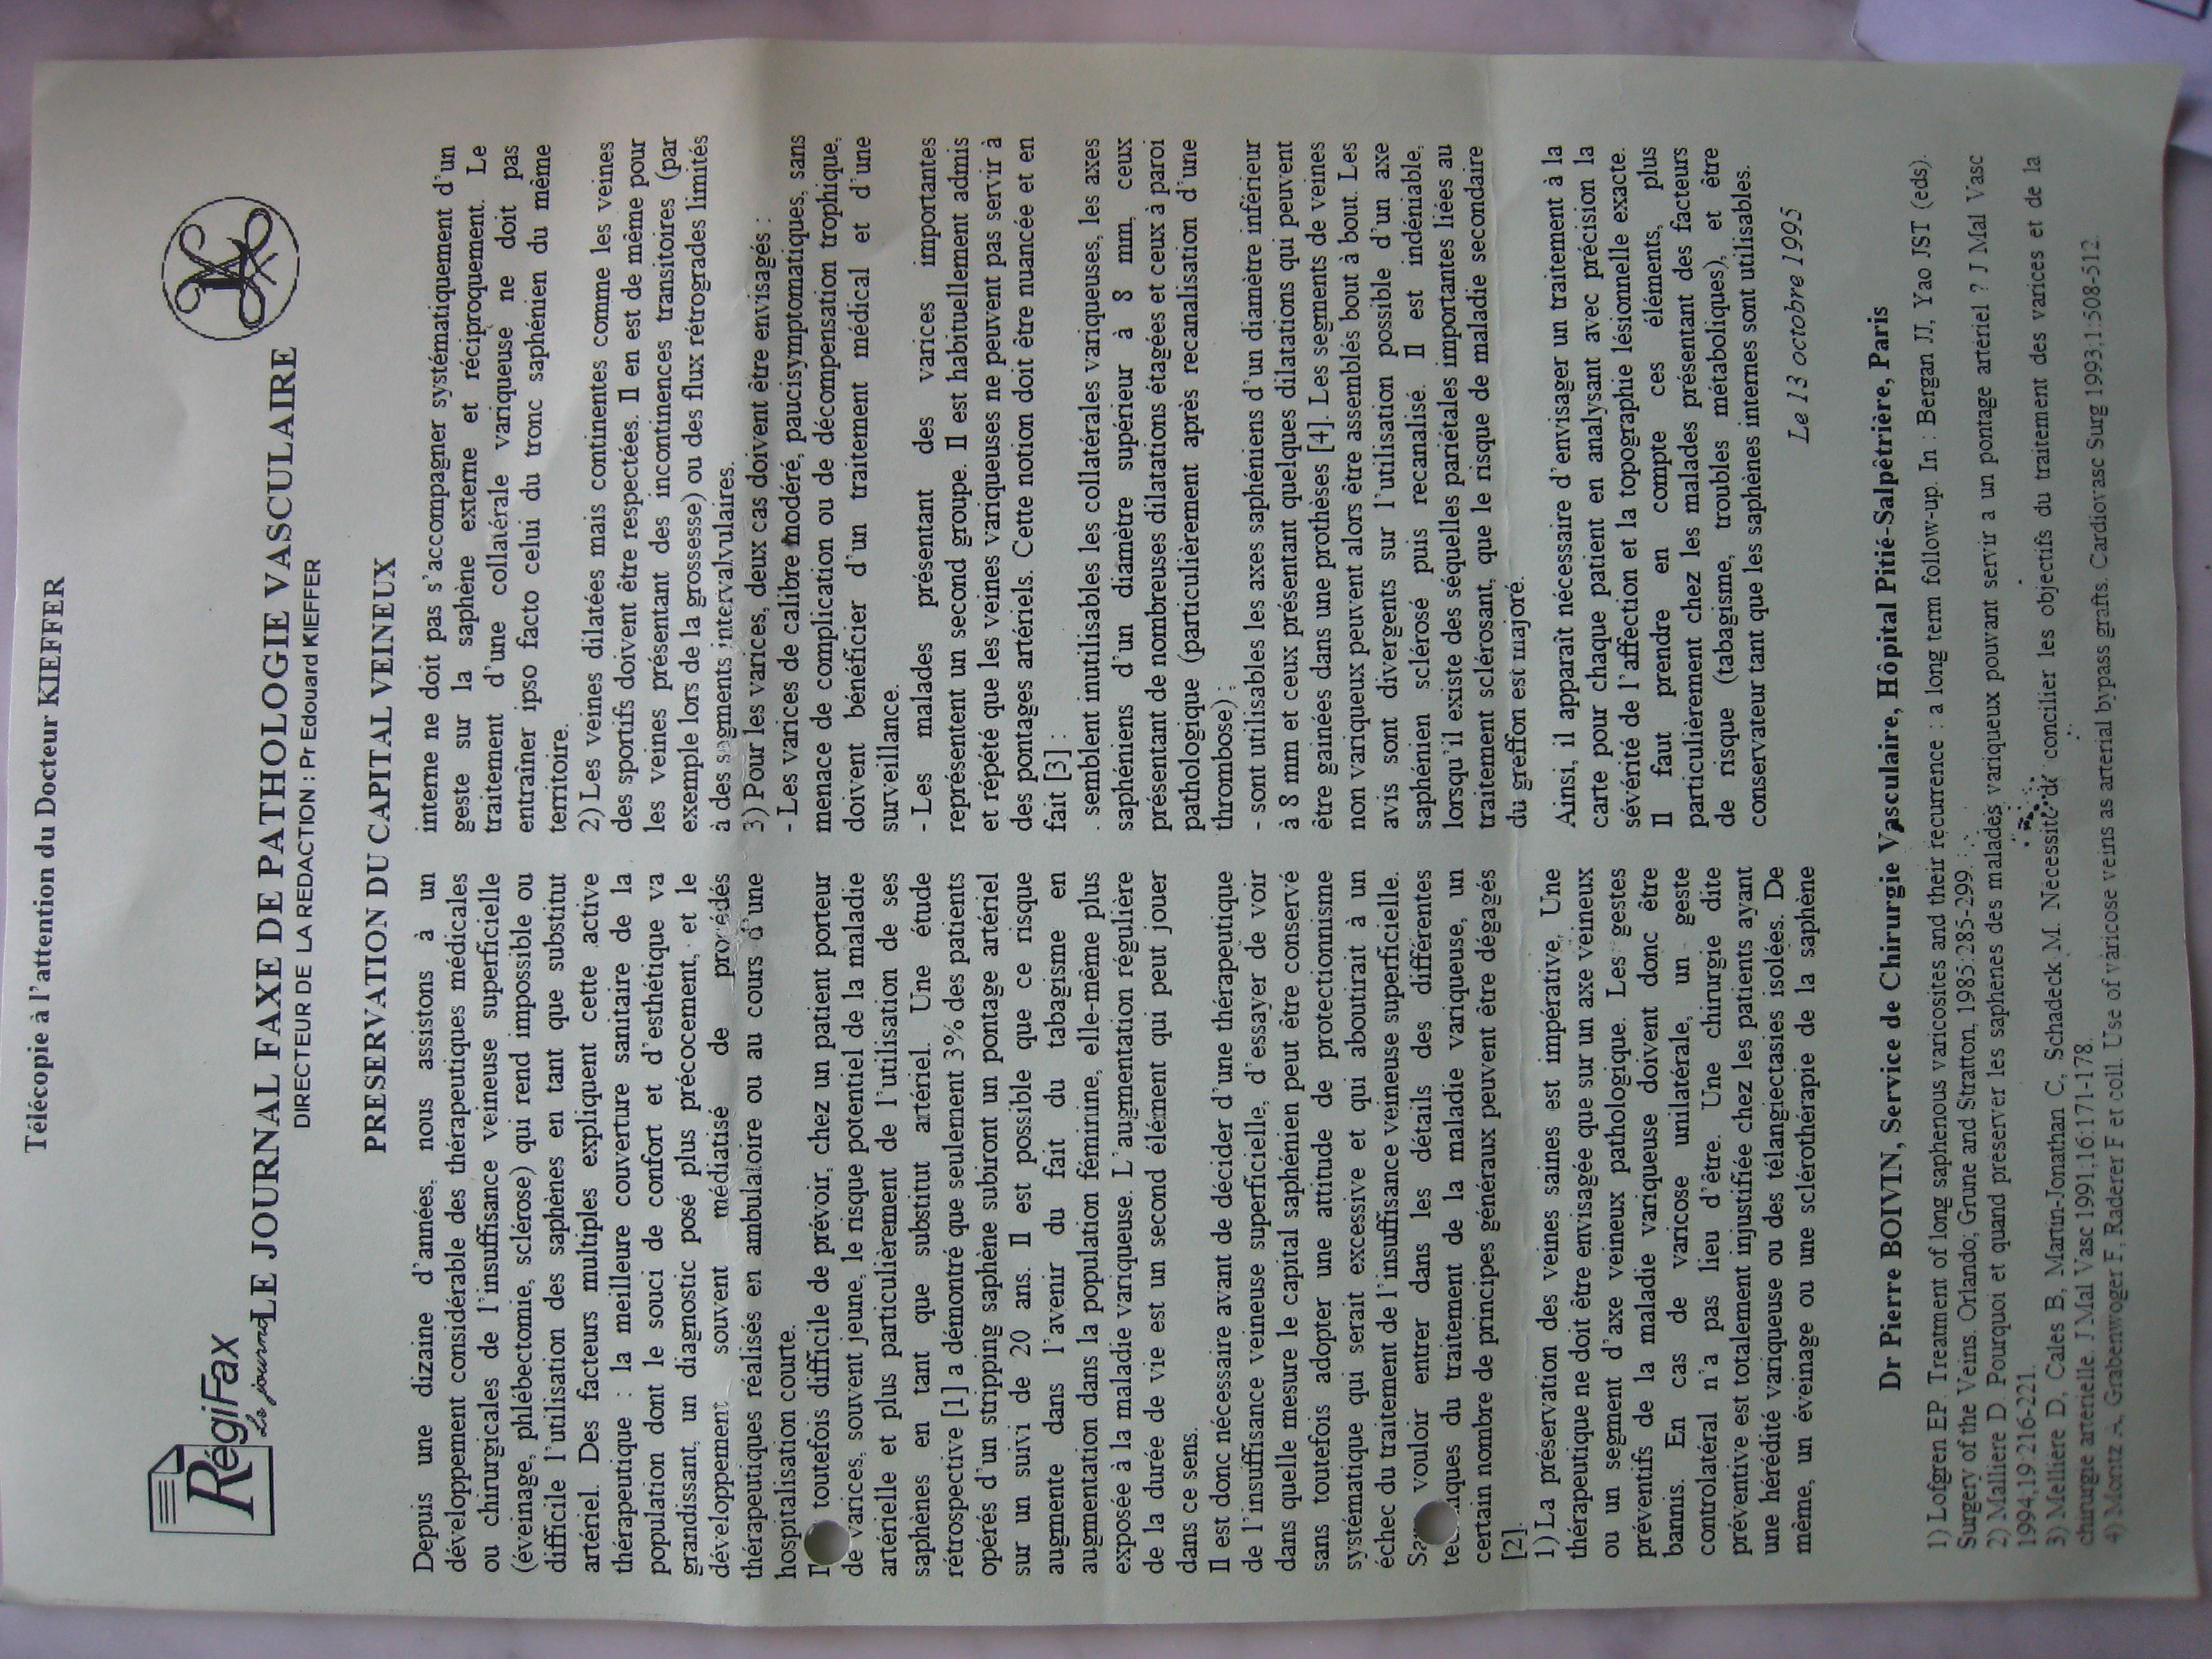 Télécopie à l'attention du Docteur KIEFFER
RégiFax
Le journal
LE JOURNAL FAXE DE PATHOLOGIE VASCULAIRE
DIRECTEUR DE LA REDACTION : Pr Edouard KIEFFER
PRESERVATION DU CAPITAL VEINEUX
Depuis une dizaine d'années, nous assistons à un
développement considérable des thérapeutiques médicales
ou chirurgicales de l'insuffisance veineuse superficielle
(éveinage, phlébectomie, sclérose) qui rend impossible ou
difficile l'utilisation des saphènes en tant que substitut
artériel. Des facteurs multiples expliquent cette active
thérapeutique : la meilleure couverture sanitaire de la
population dont le souci de confort et d'esthétique va
grandissant, un diagnostic posé plus précocement, et le
développement souvent médiatisé de procédés
thérapeutiques réalisés en ambulatoire ou au cours d'une
hospitalisation courte.
toutefois difficile de prévoir, chez un patient porteur
de varices, souvent jeune, le risque potentiel de la maladie
artérielle et plus particulièrement de l'utilisation de ses
saphènes en tant que substitut artériel. Une étude
rétrospective [1] a démontré que seulement 3% des patients
opérés d'un stripping saphène subiront un pontage artériel
sur un suivi de 20 ans. Il est possible que ce risque
augmente dans l'avenir du fait du tabagisme en
augmentation dans la population féminine, elle-même plus
exposée à la maladie variqueuse. L'augmentation régulière
de la durée de vie est un second élément qui peut jouer
dans ce sens.
Il est donc nécessaire avant de décider d'une thérapeutique
de l'insuffisance veineuse superficielle, d'essayer de voir
dans quelle mesure le capital saphénien peut être conservé
sans toutefois adopter une attitude de protectionnisme
systématique qui serait excessive et qui aboutirait à un
échec du traitement de l'insuffisance veineuse superficielle.
vouloir entrer dans les détails des différentes
techniques du traitement de la maladie variqueuse, un
certain nombre de principes généraux peuvent être dégagés
[2].
1) La préservation des veines saines est impérative. Une
thérapeutique ne doit être envisagée que sur un axe veineux
ou un segment d'axe veineux pathologique. Les gestes
préventifs de la maladie variqueuse doivent donc être
bannis. En cas de varicose unilatérale, un geste
controlatéral n'a pas lieu d'être. Une chirurgie dite
préventive est totalement injustifiée chez les patients ayant
une hérédité variqueuse ou des télangiectasies isolées. De
même, un éveinage ou une sclérothérapie de la saphène
interne ne doit pas s'accompagner systématiquement d'un
geste sur la saphène externe et réciproquement. Le
traitement d'une collatérale variqueuse ne doit pas
entraîner ipso facto celui du tronc saphénien du même
territoire.
2) Les veines dilatées mais continentes comme les veines
des sportifs doivent être respectées. Il en est de même pour
les veines présentant des incontinences transitoires (par
exemple lors de la grossesse) ou des flux rétrogrades limités
à des segments intervalvulaires.
3) Pour les varices, deux cas doivent être envisagés :
- Les varices de calibre modéré, paucisymptomatiques, sans
menace de complication ou de décompensation trophique,
doivent bénéficier d'un traitement médical et d'une
surveillance.
- Les malades présentant des varices importantes
représentent un second groupe. Il est habituellement admis
et répété que les veines variqueuses ne peuvent pas servir à
des pontages artériels. Cette notion doit être nuancée et en
fait [3] :
. semblent inutilisables les collatérales variqueuses, les axes
saphéniens d'un diamètre supérieur à 8 mm, ceux
présentant de nombreuses dilatations étagées et ceux à paroi
pathologique (particulièrement après recanalisation d'une
thrombose) ;
- sont utilisables les axes saphéniens d'un diamètre inférieur
à 8 mm et ceux présentant quelques dilatations qui peuvent
être gainées dans une prothèses [4]. Les segments de veines
non variqueux peuvent alors être assemblés bout à bout. Les
avis sont divergents sur l'utilisation possible d'un axe
saphénien sclérosé puis recanalisé. Il est indéniable,
lorsqu'il existe des séquelles pariétales importantes liées au
traitement sclérosant, que le risque de maladie secondaire
du greffon est majoré.
Ainsi, il apparaît nécessaire d'envisager un traitement à la
carte pour chaque patient en analysant avec précision la
sévérité de l'affection et la topographie lésionnelle exacte.
Il faut prendre en compte ces éléments, plus
particulièrement chez les malades présentant des facteurs
de risque (tabagisme, troubles métaboliques), et être
conservateur tant que les saphènes internes sont utilisables.
Le 13 octobre 1995
Dr Pierre BOIVIN, Service de Chirurgie Vasculaire, Hôpital Pitié-Salpêtrière, Paris
1) Lofgren EP. Treatment of long saphenous varicosites and their recurrence : a long term follow-up. In : Bergan JJ, Yao JST (eds).
Surgery of the Veins. Orlando; Grune and Stratton, 1985:285-299.
2) Malliere D. Pourquoi et quand preserver les saphenes des malades variqueux pouvant servir a un pontage arteriel ? J Mal Vasc
1994;19:216-221.
3) Mellière D, Cales B, Martin-Jonathan C, Schadeck M. Nécessité de concilier les objectifs du traitement des varices et de la
chirurgie arterielle. J Mal Vasc 1991;16:171-178.
4) Moritz A, Grabenwoger F, Raderer F et coll. Use of varicose veins as arterial bypass grafts. Cardiovasc Surg 1993;1:508-512.